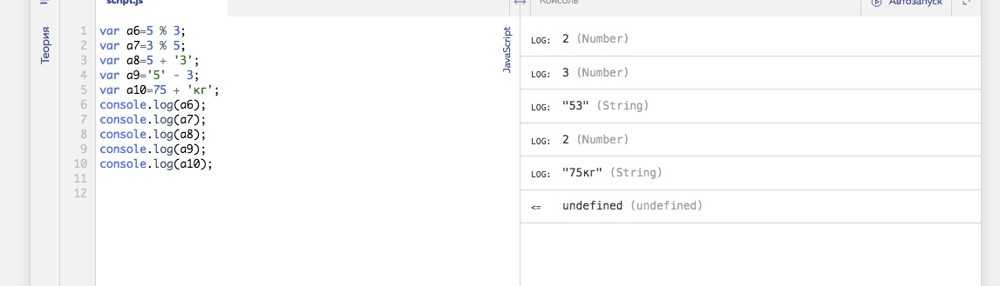 script.js
Консоль
Автозапуск
Теория
JavaScript
1 var a6=5 % 3;
2 var a7=3 % 5;
3 var a8=5 + '3';
4 var a9='5' - 3;
5 var a10=75 + 'кг';
6 console.log(a6);
7 console.log(a7);
8 console.log(a8);
9 console.log(a9);
10 console.log(a10);
11
12
LOG: 2 (Number)
LOG: 3 (Number)
LOG: "53" (String)
LOG: 2 (Number)
LOG: "75кг" (String)
<= undefined (undefined)